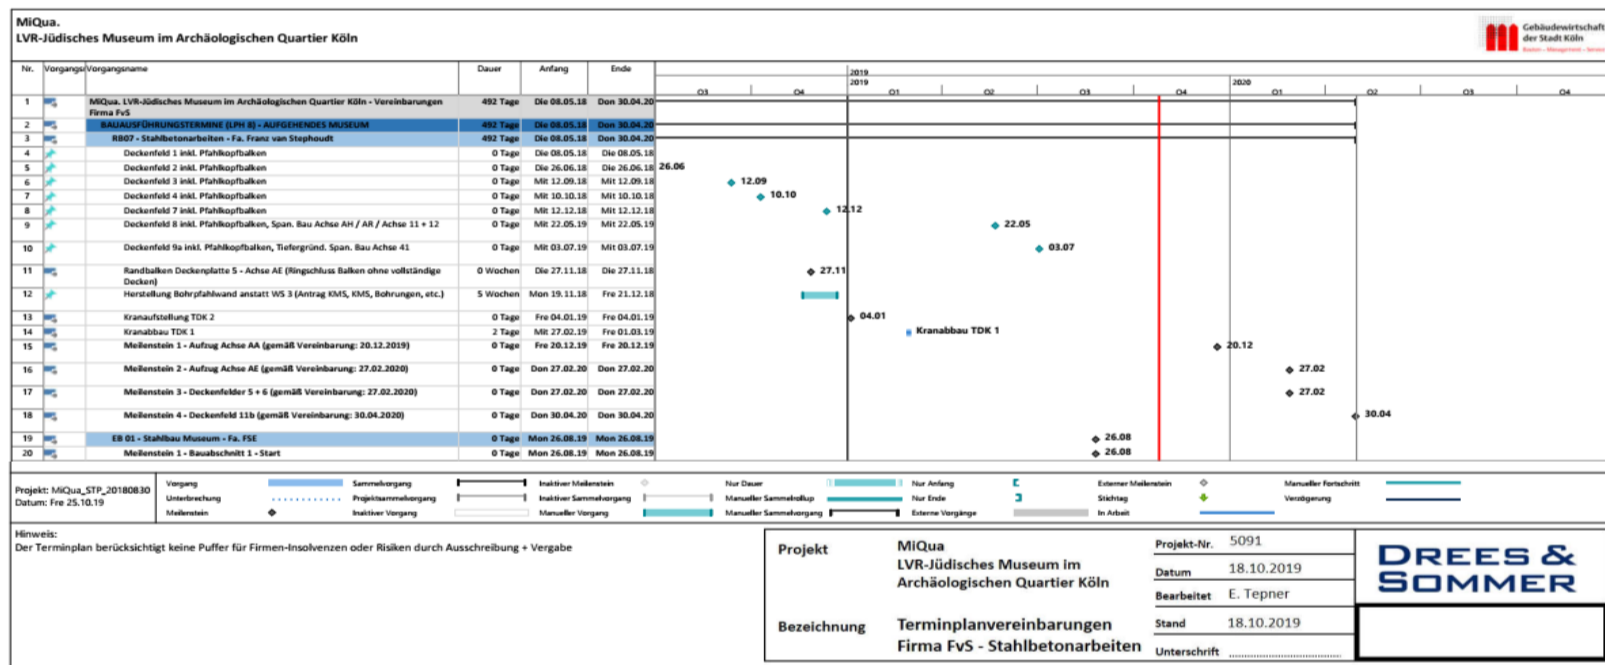 MiQua.
LVR-Jüdisches Museum im Archäologischen Quartier Köln
Gebäudewirtschaft
der Stadt Köln
Nr. Vorgangsi Vorgangsname Dauer Anfang Ende
2019
2019 2020
Q3 Q4 Q1 Q2 Q3 Q4 Q1 Q2 Q3 Q4
1 MiQua. LVR-Jüdisches Museum im Archäologischen Quartier Köln - Vereinbarungen Firma FvS 492 Tage Die 08.05.18 Don 30.04.20
2 BAUAUSFÜHRUNGSTERMINE (LPH 8) - AUFGEHENDES MUSEUM 492 Tage Die 08.05.18 Don 30.04.20
3 RB07 - Stahlbetonarbeiten - Fa. Franz van Stephoudt 492 Tage Die 08.05.18 Don 30.04.20
4 Deckenfeld 1 inkl. Pfahlkopfbalken 0 Tage Die 08.05.18 Die 08.05.18
5 Deckenfeld 2 inkl. Pfahlkopfbalken 0 Tage Die 26.06.18 Die 26.06.18 26.06
6 Deckenfeld 3 inkl. Pfahlkopfbalken 0 Tage Mit 12.09.18 Mit 12.09.18 12.09
7 Deckenfeld 4 inkl. Pfahlkopfbalken 0 Tage Mit 10.10.18 Mit 10.10.18 10.10
8 Deckenfeld 7 inkl. Pfahlkopfbalken 0 Tage Mit 12.12.18 Mit 12.12.18 12.12
9 Deckenfeld 8 inkl. Pfahlkopfbalken, Span. Bau Achse AH / AR / Achse 11 + 12 0 Tage Mit 22.05.19 Mit 22.05.19 22.05
10 Deckenfeld 9a inkl. Pfahlkopfbalken, Tiefergründ. Span. Bau Achse 41 0 Tage Mit 03.07.19 Mit 03.07.19 03.07
11 Randbalken Deckenplatte 5 - Achse AE (Ringschluss Balken ohne vollständige Decken) 0 Wochen Die 27.11.18 Die 27.11.18 27.11
12 Herstellung Bohrpfahlwand anstatt WS 3 (Antrag KMS, KMS, Bohrungen, etc.) 5 Wochen Mon 19.11.18 Fre 21.12.18
13 Kranaufstellung TDK 2 0 Tage Fre 04.01.19 Fre 04.01.19 04.01
14 Kranabbau TDK 1 2 Tage Mit 27.02.19 Fre 01.03.19 Kranabbau TDK 1
15 Meilenstein 1 - Aufzug Achse AA (gemäß Vereinbarung: 20.12.2019) 0 Tage Fre 20.12.19 Fre 20.12.19 20.12
16 Meilenstein 2 - Aufzug Achse AE (gemäß Vereinbarung: 27.02.2020) 0 Tage Don 27.02.20 Don 27.02.20 27.02
17 Meilenstein 3 - Deckenfelder 5 + 6 (gemäß Vereinbarung: 27.02.2020) 0 Tage Don 27.02.20 Don 27.02.20 27.02
18 Meilenstein 4 - Deckenfeld 11b (gemäß Vereinbarung: 30.04.2020) 0 Tage Don 30.04.20 Don 30.04.20 30.04
19 EB 01 - Stahlbau Museum - Fa. FSE 0 Tage Mon 26.08.19 Mon 26.08.19 26.08
20 Meilenstein 1 - Bauabschnitt 1 - Start 0 Tage Mon 26.08.19 Mon 26.08.19 26.08
Projekt: MiQua_STP_20180830
Datum: Fre 25.10.19
Vorgang Sammelvorgang Inaktiver Meilenstein Nur Dauer Nur Anfang Externer Meilenstein Manueller Fortschritt
Unterbrechung Projektsammelvorgang Inaktiver Sammelvorgang Manueller Sammelrollup Nur Ende Stichtag Verzögerung
Meilenstein Inaktiver Vorgang Manueller Vorgang Manueller Sammelvorgang Externe Vorgänge In Arbeit
Hinweis:
Der Terminplan berücksichtigt keine Puffer für Firmen-Insolvenzen oder Risiken durch Ausschreibung + Vergabe
Projekt MiQua
LVR-Jüdisches Museum im
Archäologischen Quartier Köln
Bezeichnung Terminplanvereinbarungen
Firma FvS - Stahlbetonarbeiten
Projekt-Nr. 5091
Datum 18.10.2019
Bearbeitet E. Tepner
Stand 18.10.2019
Unterschrift
DREES &
SOMMER